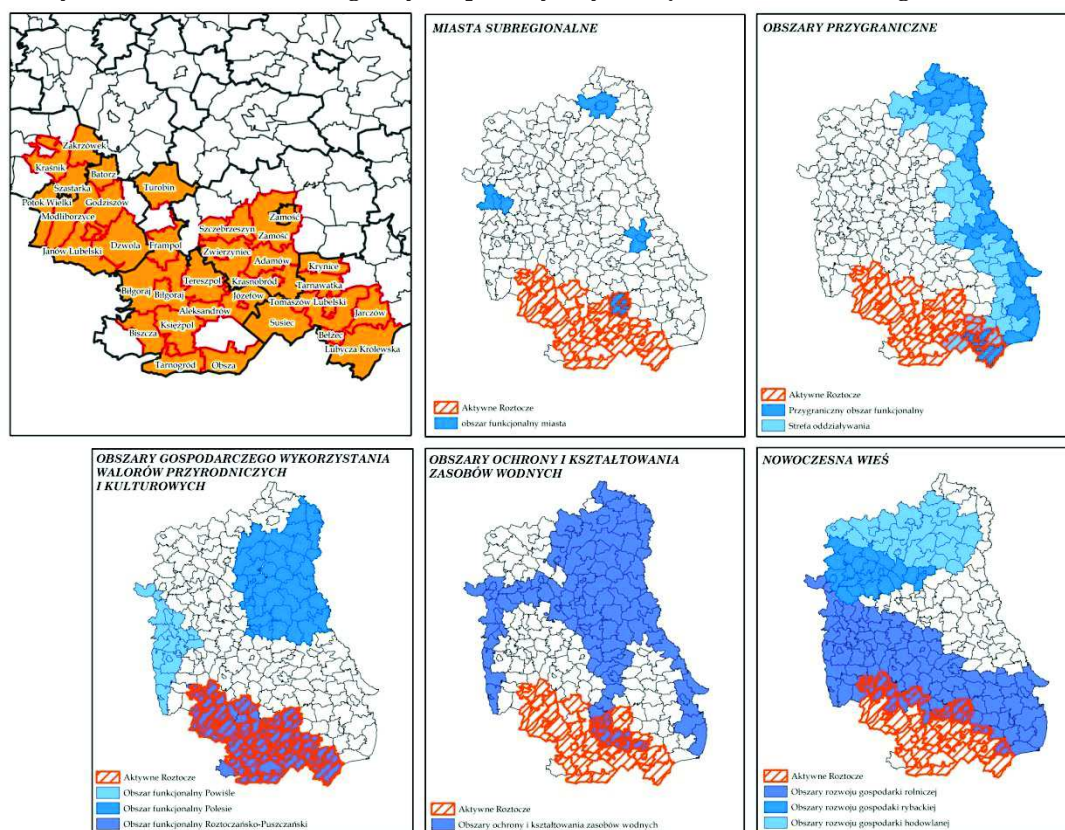 Zakrzówek
Kraśnik
Batorz
Szastarka
Turobin
Potok Wielki
Godziszów
Modliborzyce
Zamość
Szczebrzeszyn
Zamość
Janów Lubelski
Dzwola
Frampol
Zwierzyniec
Adamów
Krynice
Tereszpol
Krasnobród
Tarnawatka
Biłgoraj
Biłgoraj
Józefów
Tomaszów Lubelski
Aleksandrów
Jarczów
Księżpol
Susiec
Biszcza
Bełżec
Lubycza Królewska
Tarnogród
Obsza
MIASTA SUBREGIONALNE
Aktywne Roztocze
obszar funkcjonalny miasta
OBSZARY PRZYGRANICZNE
Aktywne Roztocze
Przygraniczny obszar funkcjonalny
Strefa oddziaływania
OBSZARY GOSPODARCZEGO WYKORZYSTANIA
WALORÓW PRZYRODNICZYCH
I KULTUROWYCH
Aktywne Roztocze
Obszar funkcjonalny Powiśle
Obszar funkcjonalny Polesie
Obszar funkcjonalny Roztoczańsko-Puszczański
OBSZARY OCHRONY I KSZTAŁTOWANIA
ZASOBÓW WODNYCH
Aktywne Roztocze
Obszary ochrony i kształtowania zasobów wodnych
NOWOCZESNA WIEŚ
Aktywne Roztocze
Obszary rozwoju gospodarki rolniczej
Obszary rozwoju gospodaki rybackiej
Obszary rozwoju gospodarki hodowlanej